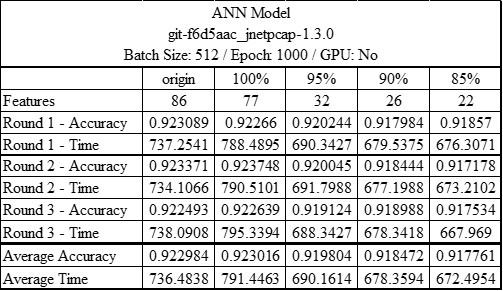 ANN Model
git-f6d5aac_jnetpcap-1.3.0
Batch Size: 512 / Epoch: 1000 / GPU: No
origin 100% 95% 90% 85%
Features 86 77 32 26 22
Round 1 - Accuracy 0.923089 0.92266 0.920244 0.917984 0.91857
Round 1 - Time 737.2541 788.4895 690.3427 679.5375 676.3071
Round 2 - Accuracy 0.923371 0.923748 0.920045 0.918444 0.917178
Round 2 - Time 734.1066 790.5101 691.7988 677.1988 673.2102
Round 3 - Accuracy 0.922493 0.922639 0.919124 0.918988 0.917534
Round 3 - Time 738.0908 795.3394 688.3427 678.3418 667.969
Average Accuracy 0.922984 0.923016 0.919804 0.918472 0.917761
Average Time 736.4838 791.4463 690.1614 678.3594 672.4954